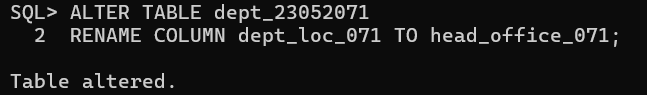 SQL> ALTER TABLE dept_23052071
  2  RENAME COLUMN dept_loc_071 TO head_office_071;
Table altered.